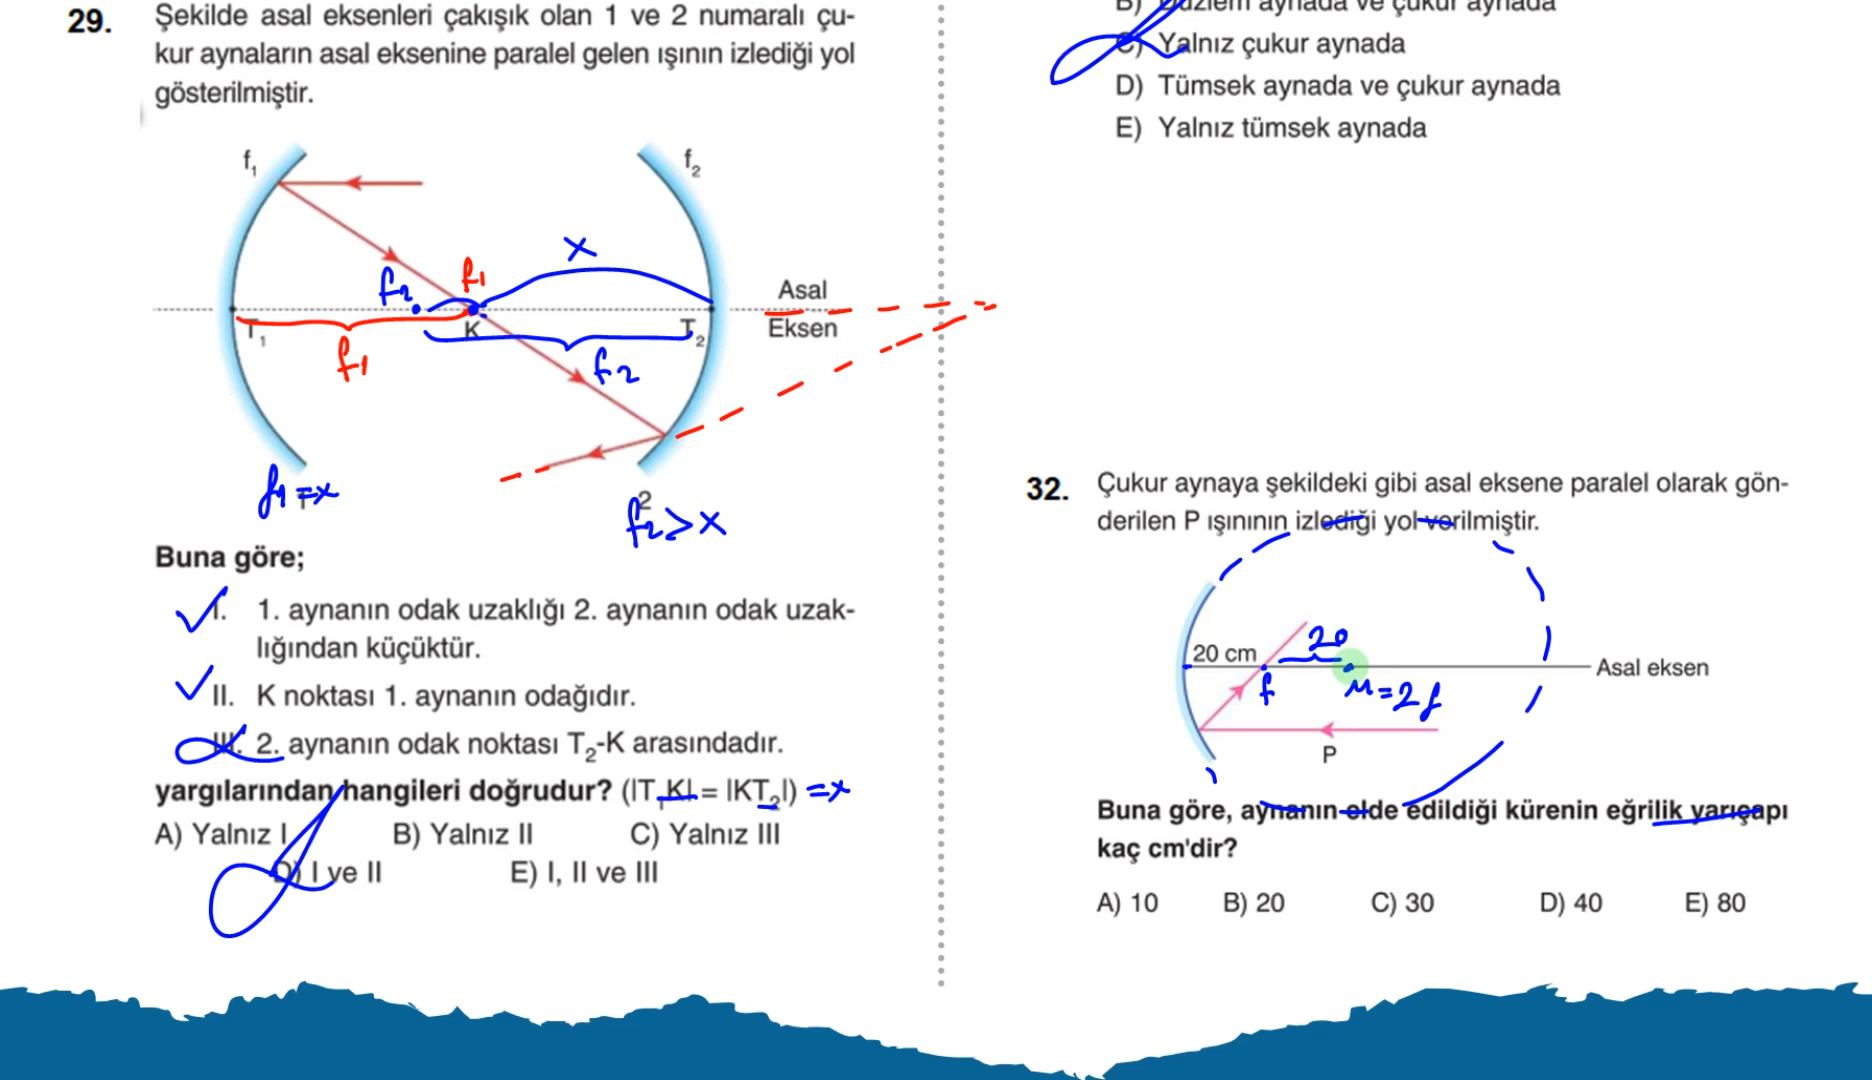 29. Şekilde asal eksenleri çakışık olan 1 ve 2 numaralı çu-
kur aynaların asal eksenine paralel gelen ışının izlediği yol
gösterilmiştir.
f₁
f₂
x
f₂
f₁
Asal
Eksen
T₁
K
T₂
f₁
f₂
f₁ = x
2
f₂ > x
Buna göre;
I. 1. aynanın odak uzaklığı 2. aynanın odak uzak-
lığından küçüktür.
II. K noktası 1. aynanın odağıdır.
III. 2. aynanın odak noktası T₂-K arasındadır.
yargılarından hangileri doğrudur? (|T₁K| = |KT₂|) = x
A) Yalnız I B) Yalnız II C) Yalnız III
D) I ve II E) I, II ve III
B) Düzlem aynada ve çukur aynada
C) Yalnız çukur aynada
D) Tümsek aynada ve çukur aynada
E) Yalnız tümsek aynada
32. Çukur aynaya şekildeki gibi asal eksene paralel olarak gön-
derilen P ışınının izlediği yol verilmiştir.
20 cm
20
Asal eksen
f
M = 2f
P
Buna göre, aynanın elde edildiği kürenin eğrilik yarıçapı
kaç cm'dir?
A) 10 B) 20 C) 30 D) 40 E) 80